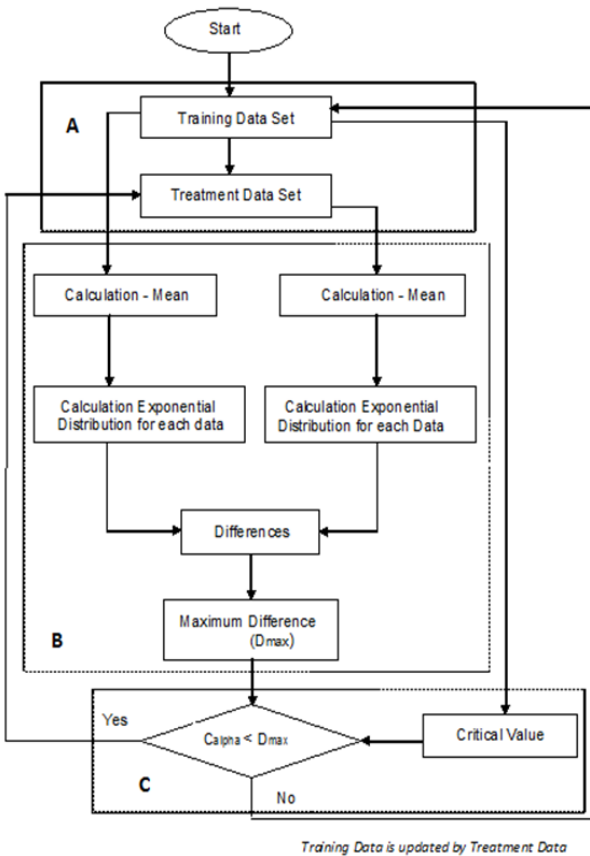 Start
A
Training Data Set
Treatment Data Set
Calculation - Mean
Calculation - Mean
Calculation Exponential
Distribution for each data
Calculation Exponential
Distribution for each Data
Differences
Maximum Difference
(Dmax)
B
Yes
Calpha < Dmax
Critical Value
C
No
Training Data is updated by Treatment Data